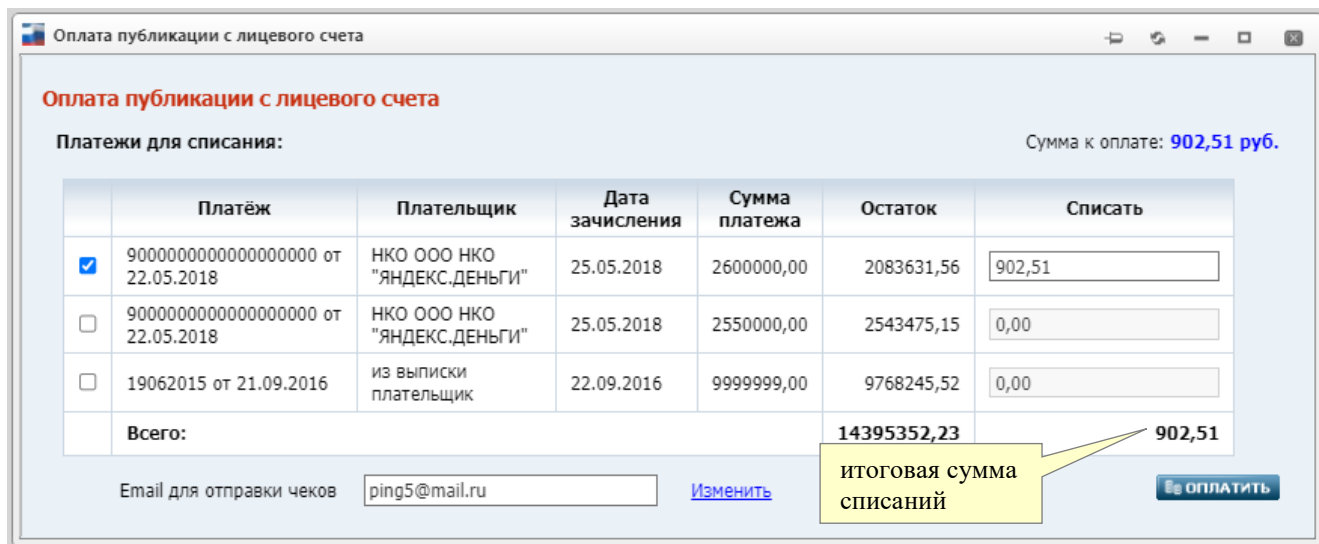 Оплата публикации с лицевого счета
Оплата публикации с лицевого счета
Платежи для списания:
Сумма к оплате: 902,51 руб.
Платёж Плательщик Дата зачисления Сумма платежа Остаток Списать
9000000000000000000 от НКО ООО НКО
22.05.2018 "ЯНДЕКС.ДЕНЬГИ" 25.05.2018 2600000,00 2083631,56 902,51
9000000000000000000 от НКО ООО НКО
22.05.2018 "ЯНДЕКС.ДЕНЬГИ" 25.05.2018 2550000,00 2543475,15 0,00
19062015 от 21.09.2016 из выписки плательщик 22.09.2016 9999999,00 9768245,52 0,00
Всего: 14395352,23 902,51
итоговая сумма
списаний
Email для отправки чеков ping5@mail.ru Изменить ОПЛАТИТЬ